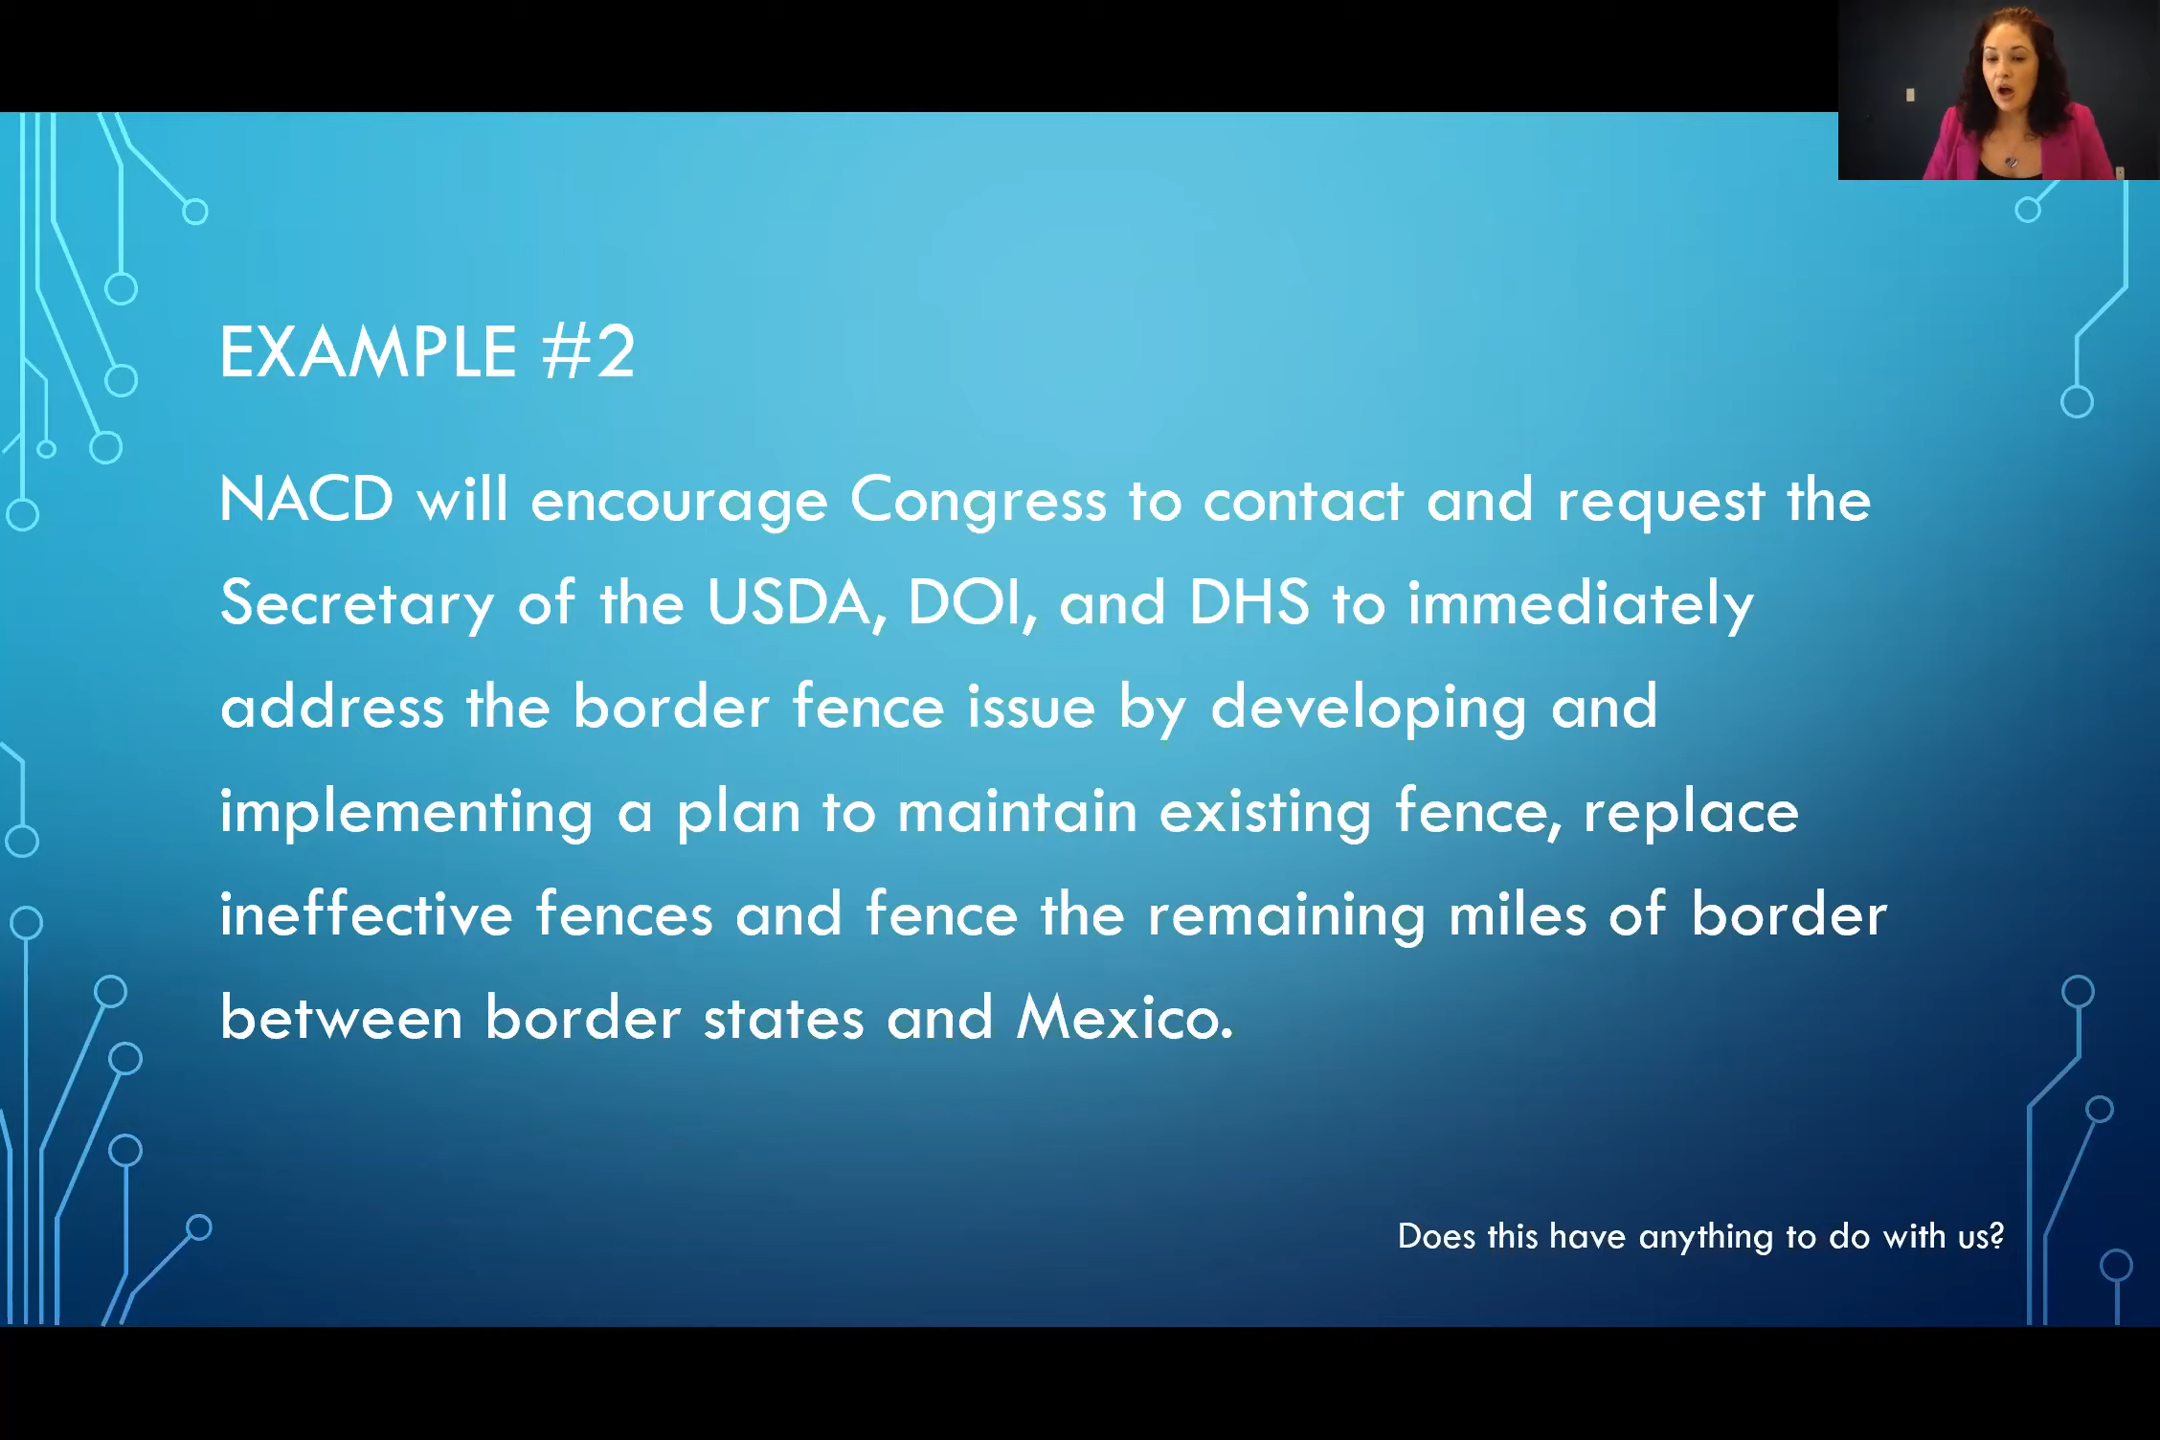 EXAMPLE #2
NACD will encourage Congress to contact and request the
Secretary of the USDA, DOI, and DHS to immediately
address the border fence issue by developing and
implementing a plan to maintain existing fence, replace
ineffective fences and fence the remaining miles of border
between border states and Mexico.
Does this have anything to do with us?